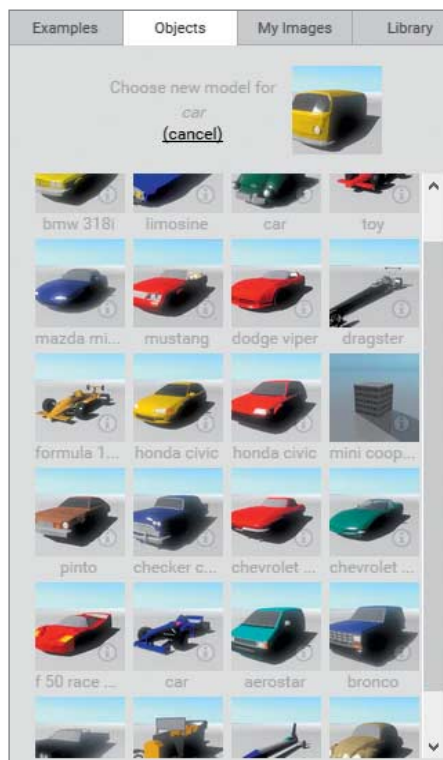 Examples Objects My Images Library
Choose new model for
car
(cancel)
bmw 318i limosine car toy
mazda mi... mustang dodge viper dragster
formula 1... honda civic honda civic mini coop...
pinto checker c... chevrolet ... chevrolet ...
f 50 race ... car aerostar bronco